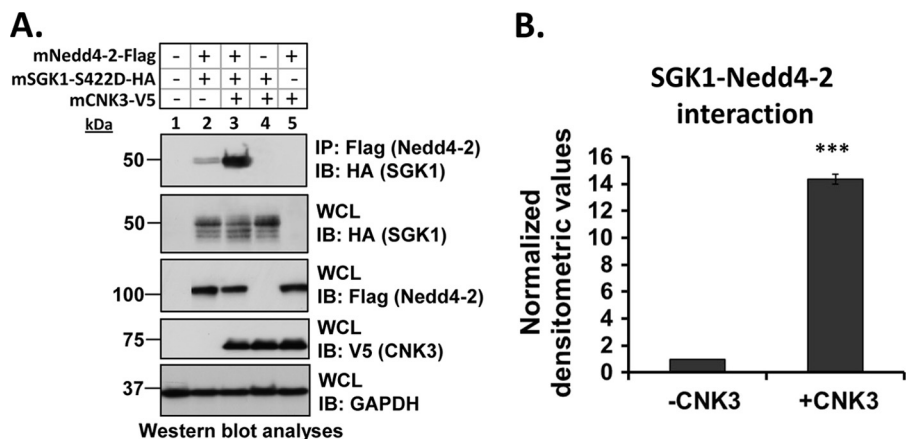 A.
mNedd4-2-Flag - + + - +
mSGK1-S422D-HA - + + + -
mCNK3-V5 - - + + +
kDa 1 2 3 4 5
50 IP: Flag (Nedd4-2)
IB: HA (SGK1)
50 WCL
IB: HA (SGK1)
WCL
100 IB: Flag (Nedd4-2)
75 WCL
IB: V5 (CNK3)
37 WCL
IB: GAPDH
Western blot analyses
B.
SGK1-Nedd4-2
interaction
Normalized
densitometric values
16
14
12
10
8
6
4
2
0
***
-CNK3 +CNK3